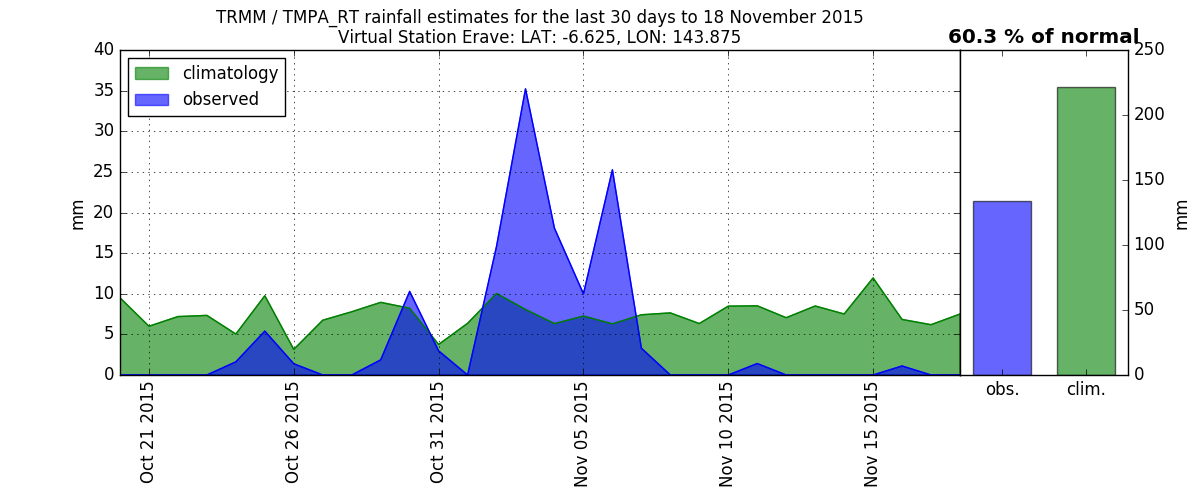 TRMM / TMPA_RT rainfall estimates for the last 30 days to 18 November 2015
Virtual Station Erave: LAT: -6.625, LON: 143.875
60.3 % of normal
climatology
observed
mm
40
35
30
25
20
15
10
5
0
Oct 21 2015
Oct 26 2015
Oct 31 2015
Nov 05 2015
Nov 10 2015
Nov 15 2015
250
200
150
100
50
0
mm
obs.
clim.